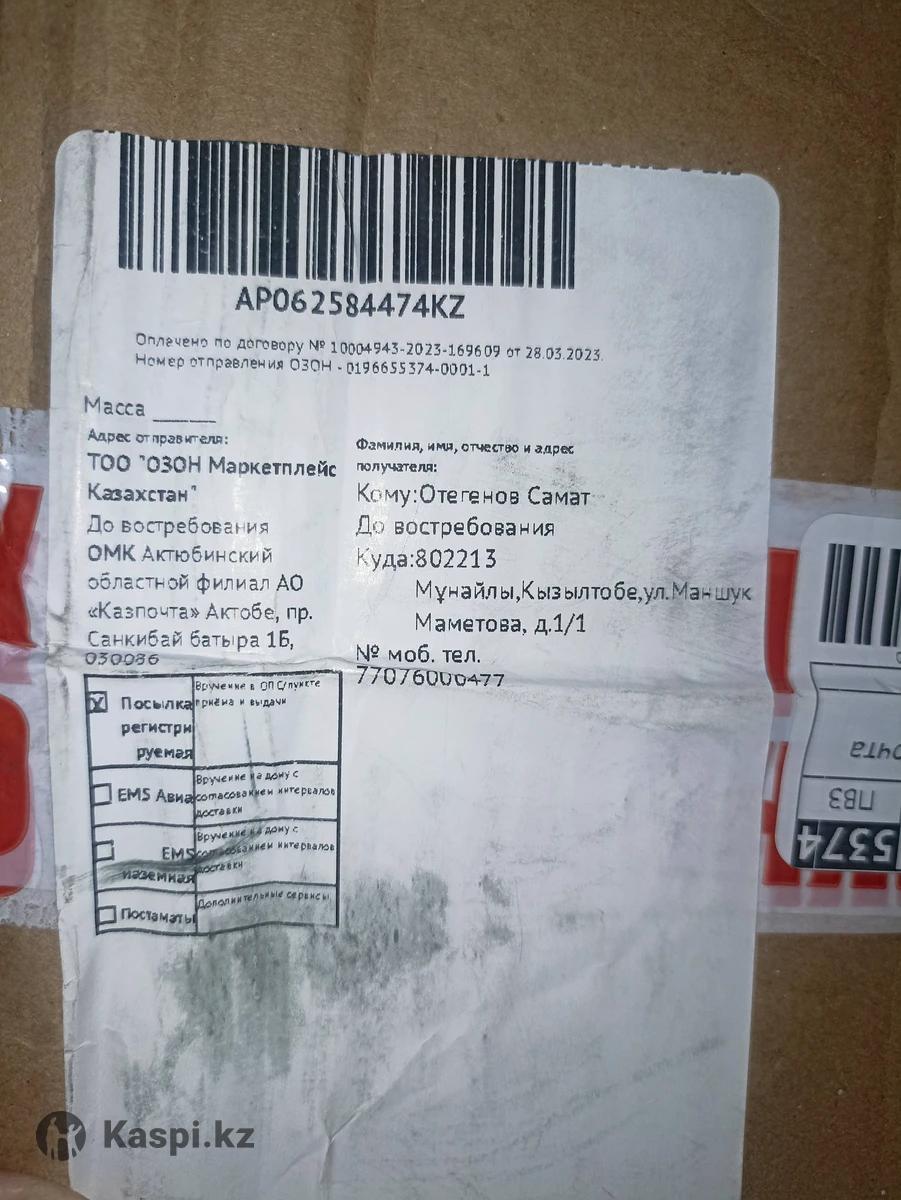 AP062584474KZ
Оплачено по договору № 10004943-2023-169609 от 28.03.2023.
Номер отправления ОЗОН - 0196655374-0001-1
Масса ______
Адрес отправителя:
ТОО "ОЗОН Маркетплейс
Казахстан"
До востребования
ОМК Актюбинский
областной филиал АО
«Казпочта» Актобе, пр.
Санкибай батыра 1Б,
030036
Фамилия, имя, отчество и адрес
получателя:
Кому:Отегенов Самат
До востребования
Куда:802213
Мұнайлы,Кызылтобе,ул.Маншук
Маметова, д.1/1
№ моб. тел.
77076000477
X Посылка
регистри
руемая
Вручение в ОПС/пункте
приёма и выдачи
EMS Авиа
Вручение на дому с
согласованием интервалов
доставки
EMS
наземная
Вручение на дому с
согласованием интервалов
доставки
Постаматы
Дополнительные сервисы
очта
ПВЗ
5374
Kaspi.kz